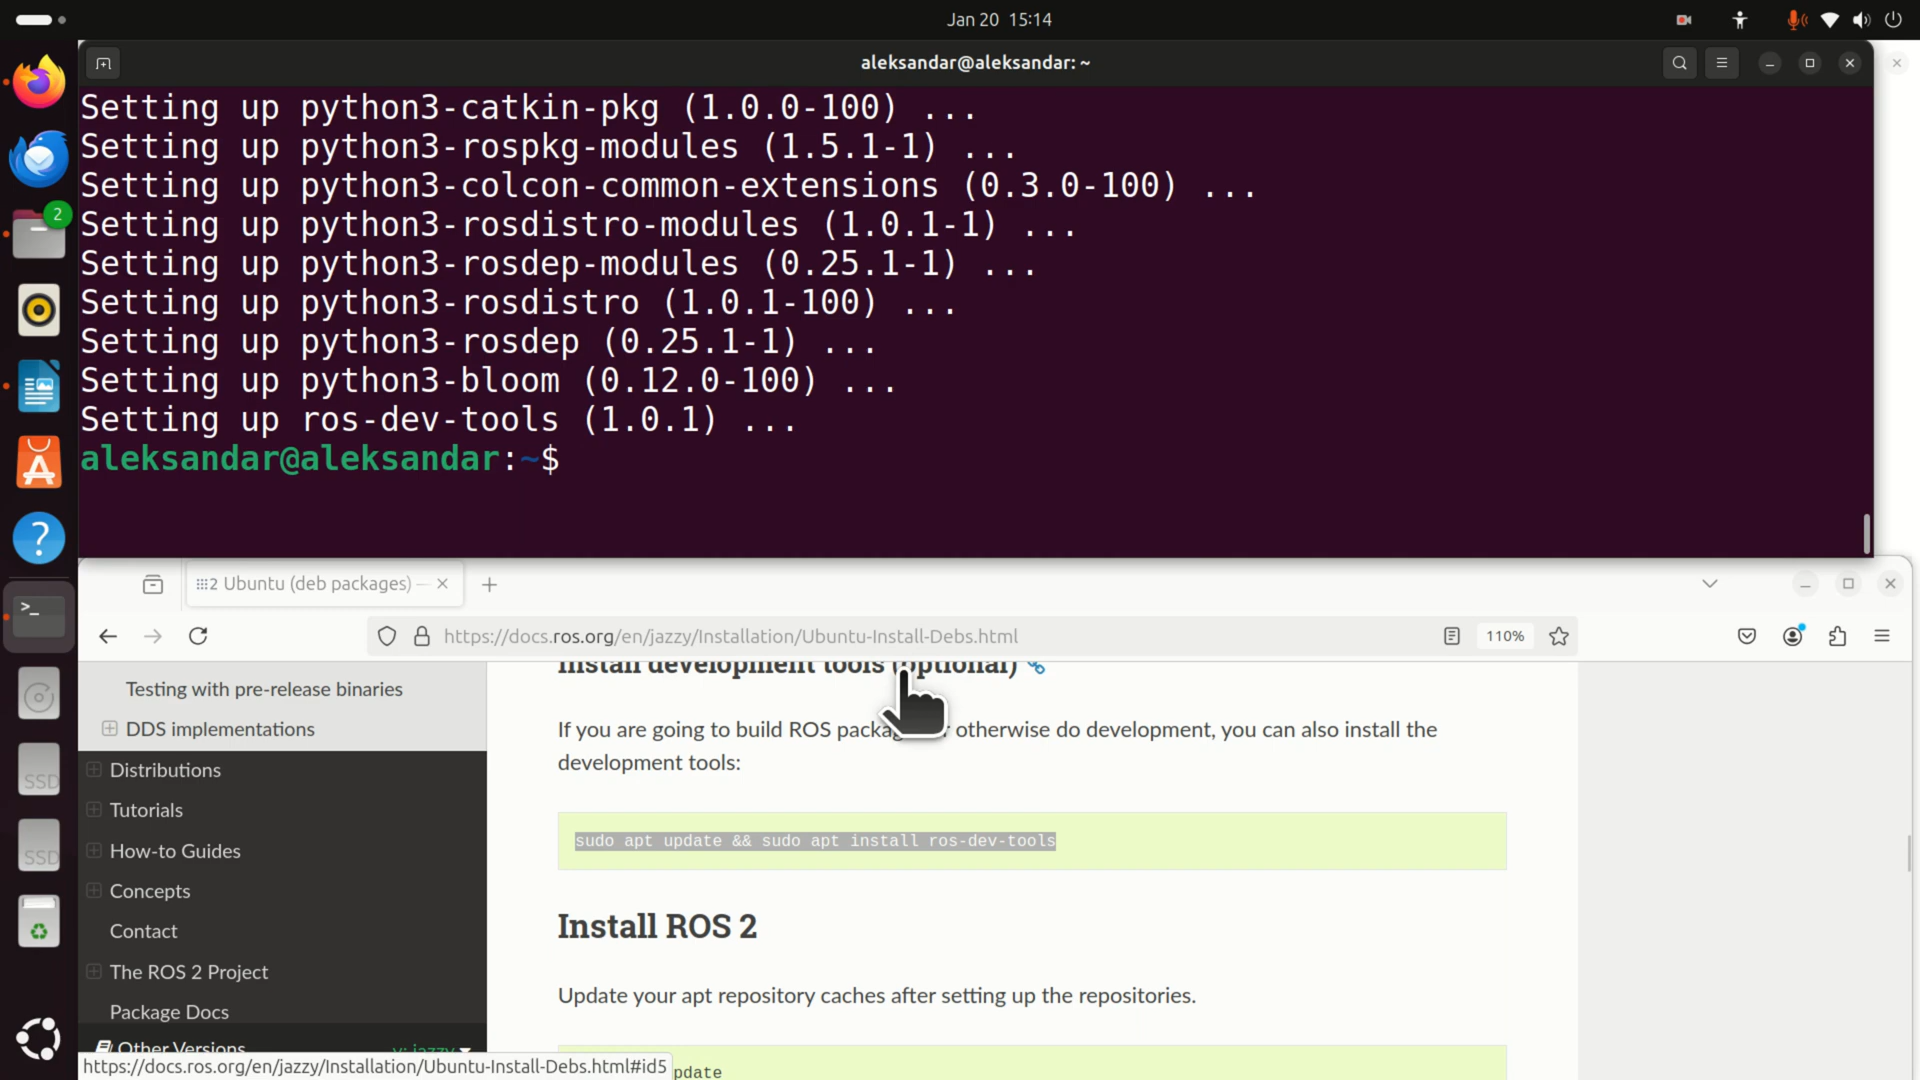 Jan 20 15:14
aleksandar@aleksandar: ~
Setting up python3-catkin-pkg (1.0.0-100) ...
Setting up python3-rospkg-modules (1.5.1-1) ...
Setting up python3-colcon-common-extensions (0.3.0-100) ...
Setting up python3-rosdistro-modules (1.0.1-1) ...
Setting up python3-rosdep-modules (0.25.1-1) ...
Setting up python3-rosdistro (1.0.1-100) ...
Setting up python3-rosdep (0.25.1-1) ...
Setting up python3-bloom (0.12.0-100) ...
Setting up ros-dev-tools (1.0.1) ...
aleksandar@aleksandar:~$
2
SSD
SSD
Ubuntu (deb packages) —
https://docs.ros.org/en/jazzy/Installation/Ubuntu-Install-Debs.html
110%
Testing with pre-release binaries
DDS implementations
Distributions
Tutorials
How-to Guides
Concepts
Contact
The ROS 2 Project
Package Docs
Other Versions v: jazzy
Install development tools (optional)
If you are going to build ROS otherwise do development, you can also install the
development tools:
sudo apt update && sudo apt install ros-dev-tools
Install ROS 2
Update your apt repository caches after setting up the repositories.
pdate
https://docs.ros.org/en/jazzy/Installation/Ubuntu-Install-Debs.html#id5